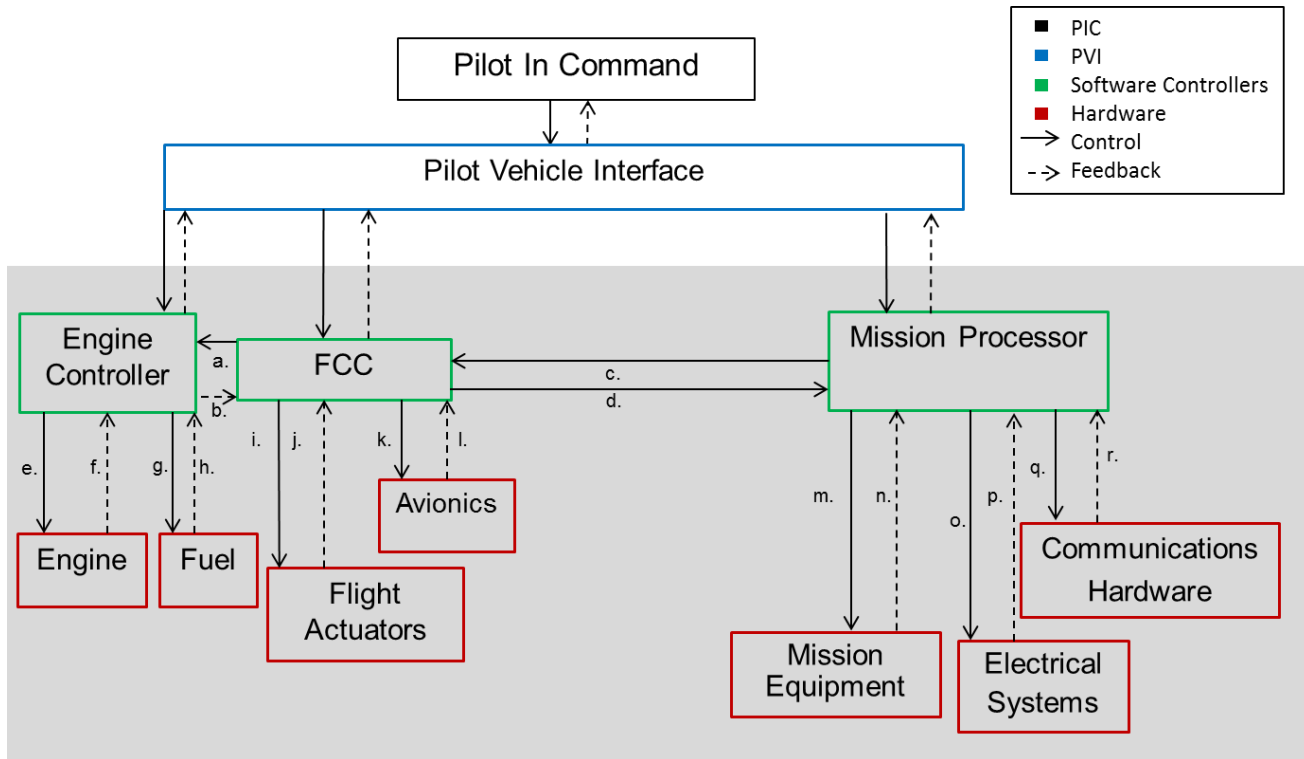 Pilot In Command
PIC
PVI
Software Controllers
Hardware
Control
Feedback
Pilot Vehicle Interface
Engine
Controller
a.
b.
FCC
c.
d.
Mission Processor
e.
f.
g.
h.
i.
j.
k.
l.
m.
n.
o.
p.
q.
r.
Engine
Fuel
Flight
Actuators
Avionics
Mission
Equipment
Electrical
Systems
Communications
Hardware